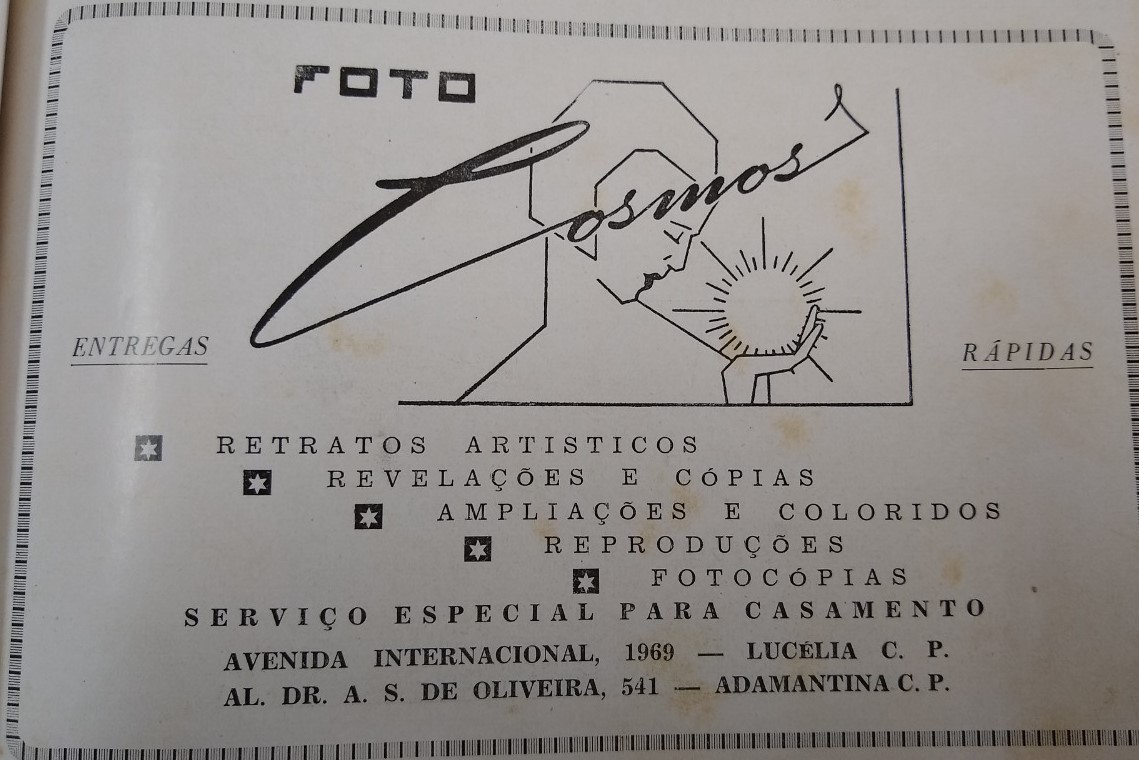 FOTO
Cosmos
ENTREGAS
RÁPIDAS
RETRATOS ARTISTICOS
REVELAÇÕES E CÓPIAS
AMPLIAÇÕES E COLORIDOS
REPRODUÇÕES
FOTOCÓPIAS
SERVIÇO ESPECIAL PARA CASAMENTO
AVENIDA INTERNACIONAL, 1969 — LUCÉLIA C. P.
AL. DR. A. S. DE OLIVEIRA, 541 — ADAMANTINA C. P.